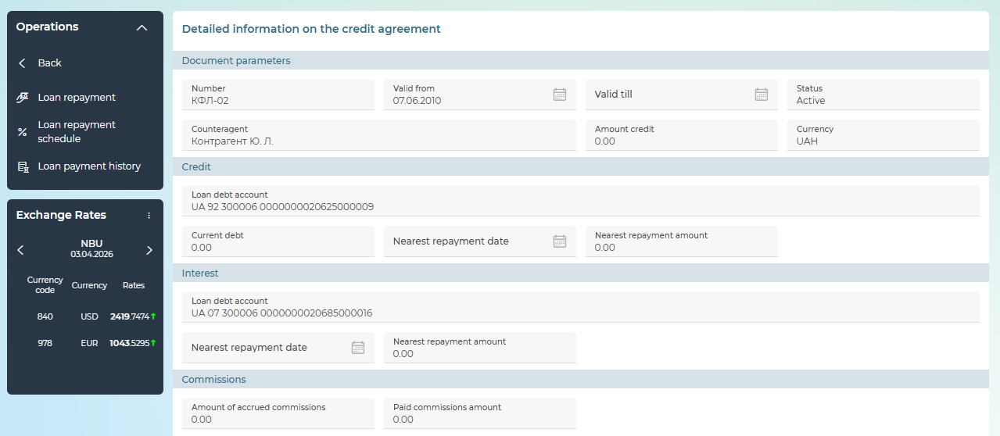 Operations
Back
Loan repayment
Loan repayment
schedule
Loan payment history
Exchange Rates
NBU
03.04.2026
Currency code Currency Rates
840 USD 2419.7474
978 EUR 1043.5295
Detailed information on the credit agreement
Document parameters
Number Valid from Valid till Status
КФЛ-02 07.06.2010 Active
Counteragent Amount credit Currency
Контрагент Ю. Л. 0.00 UAH
Credit
Loan debt account
UA 92 300006 0000000020625000009
Current debt Nearest repayment date Nearest repayment amount
0.00 0.00
Interest
Loan debt account
UA 07 300006 0000000020685000016
Nearest repayment date Nearest repayment amount
0.00
Commissions
Amount of accrued commissions Paid commissions amount
0.00 0.00